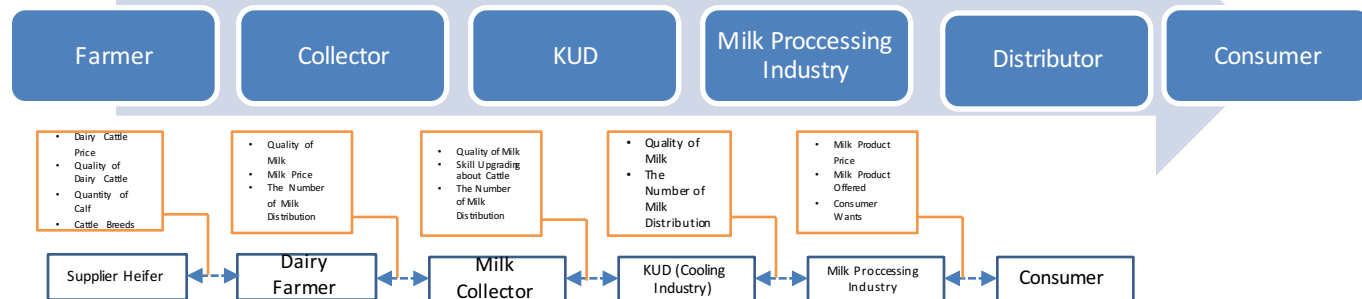 Farmer
Collector
KUD
Milk Proccessing
Industry
Distributor
Consumer
• Dairy Cattle
Price
• Quality of
Dairy Cattle
• Quantity of
Calf
• Cattle Breeds
• Quality of
Milk
• Milk Price
• The Number
of Milk
Distribution
• Quality of Milk
• Skill Upgrading
about Cattle
• The Number
of Milk
Distribution
• Quality of
Milk
• The
Number of
Milk
Distribution
• Milk Product
Price
• Milk Product
Offered
• Consumer
Wants
Supplier Heifer
Dairy
Farmer
Milk
Collector
KUD (Cooling
Industry)
Milk Proccessing
Industry
Consumer